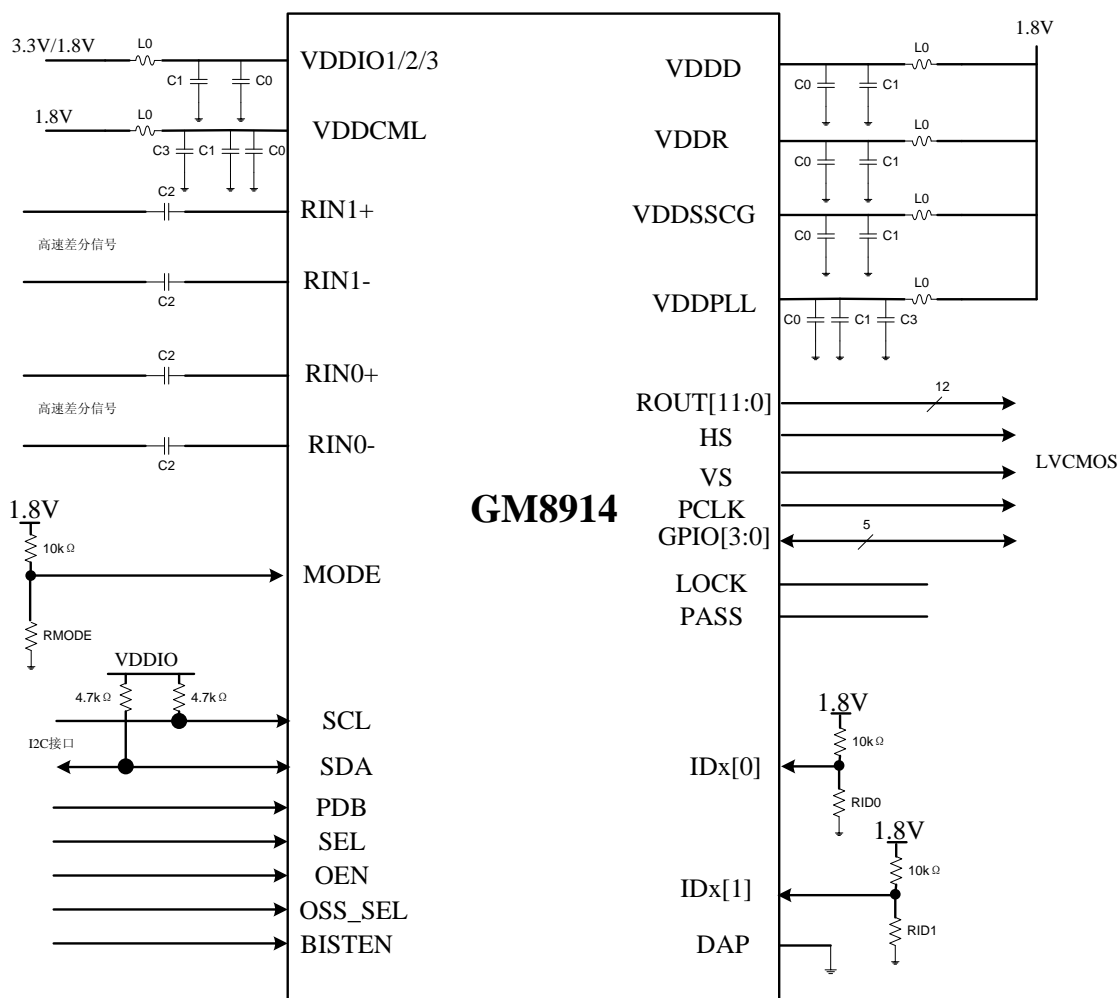 3.3V/1.8V
L0
C1
C0
VDDIO1/2/3
1.8V
L0
C3
C1
C0
VDDCML
C2
RIN1+
高速差分信号
C2
RIN1-
C2
RIN0+
高速差分信号
C2
RIN0-
1.8V
10kΩ
MODE
RMODE
VDDIO
4.7kΩ
4.7kΩ
SCL
I2C接口
SDA
PDB
SEL
OEN
OSS_SEL
BISTEN
GM8914
1.8V
VDDD
C0
C1
L0
VDDR
C0
C1
L0
VDDSSCG
C0
C1
L0
VDDPLL
C0
C1
C3
L0
ROUT[11:0]
12
HS
VS
LVCMOS
PCLK
GPIO[3:0]
5
LOCK
PASS
1.8V
10kΩ
IDx[0]
RID0
1.8V
10kΩ
IDx[1]
RID1
DAP